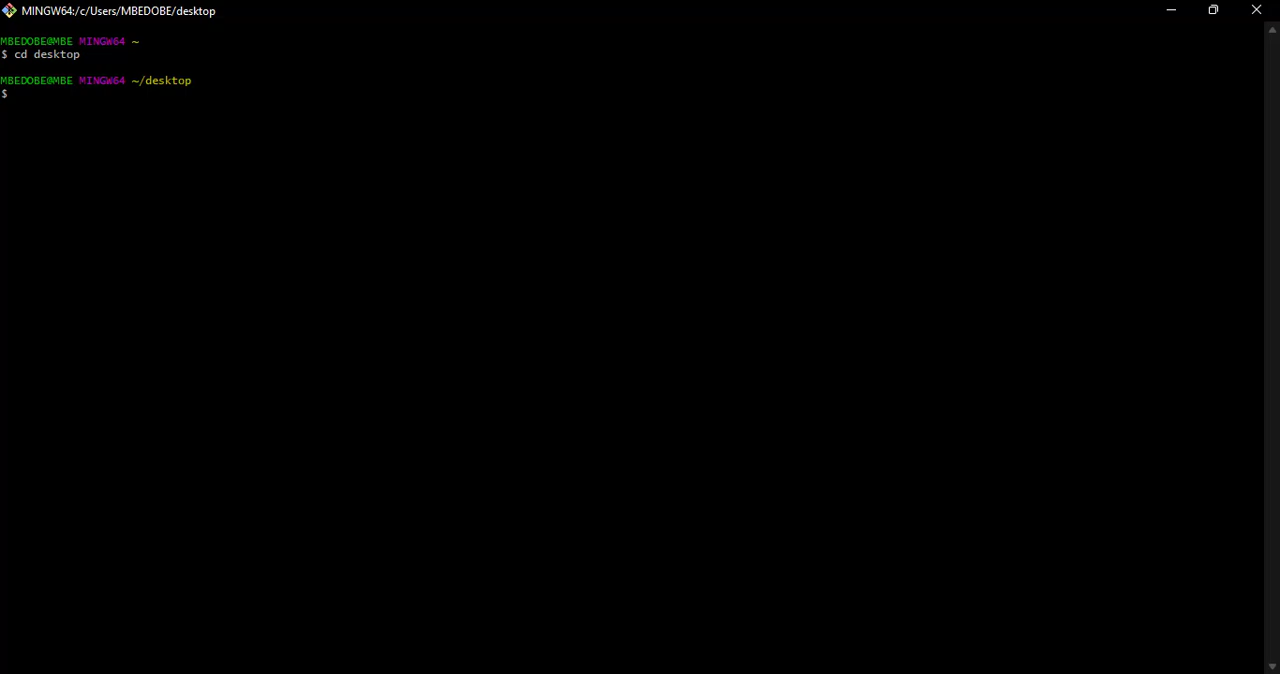 MINGW64:/c/Users/MBEDOBE/desktop
MBEDOBE@MBE MINGW64 ~
$ cd desktop
MBEDOBE@MBE MINGW64 ~/desktop
$